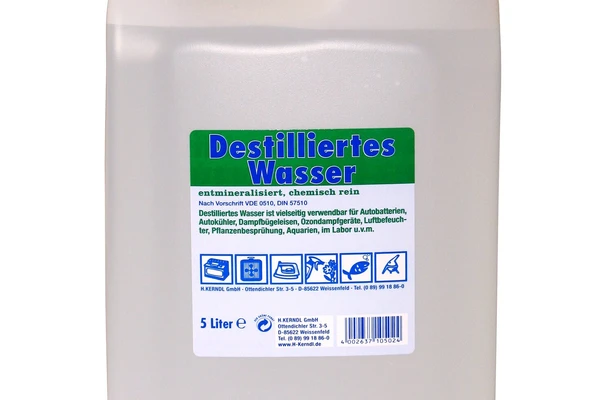 Destilliertes
Wasser
entmineralisiert, chemisch rein
Nach Vorschrift VDE 0510, DIN 57510
Destilliertes Wasser ist vielseitig verwendbar für Autobatterien,
Autokühler, Dampfbügeleisen, Ozondampfgeräte, Luftbefeuch-
ter, Pflanzenbesprühung, Aquarien, im Labor u.v.m.
H.KERNDL GmbH · Ottendichler Str. 3-5 · D-85622 Weissenfeld · Tel. (0 89) 99 18 86-0
5 Liter ℮
H.KERNDL GmbH
Ottendichler Str. 3-5
D-85622 Weissenfeld
Tel. (0 89) 99 18 86-0
www.H-Kerndl.de
4 002637 105024